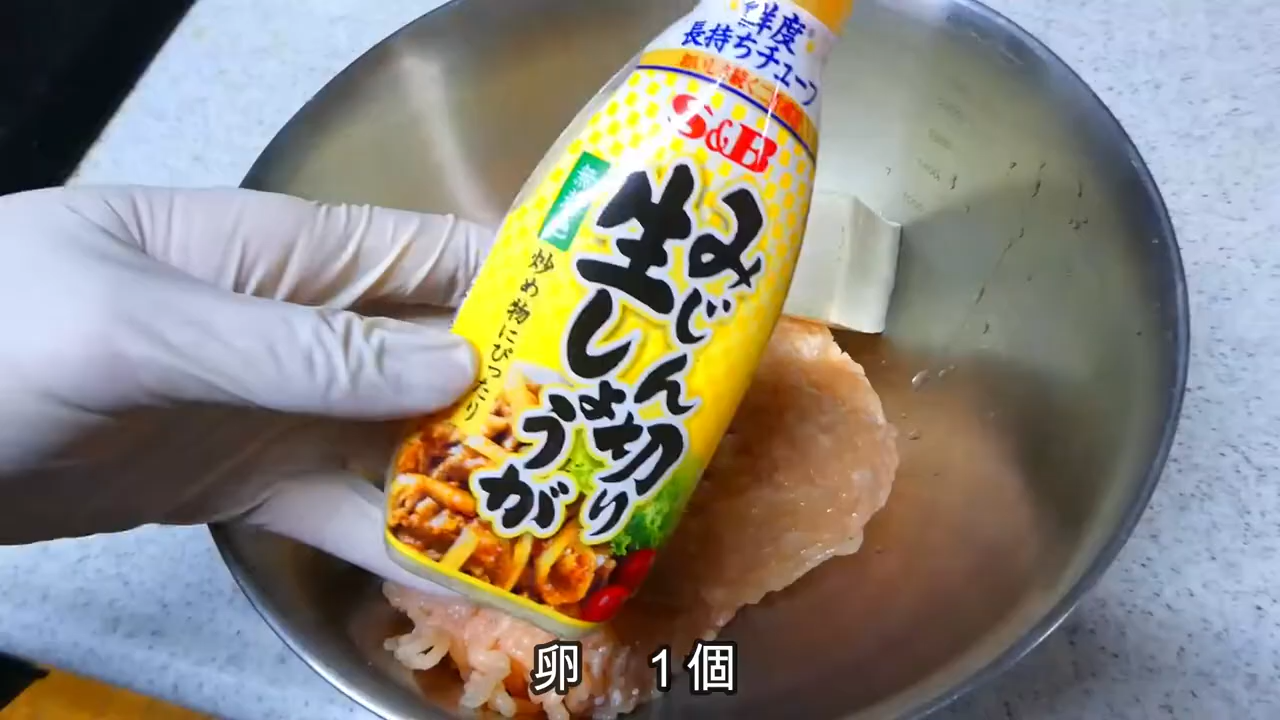 鮮度
長持ちチューブ
S&B
みじん切り
生しょうが
炒め物にぴったり
卵 1個